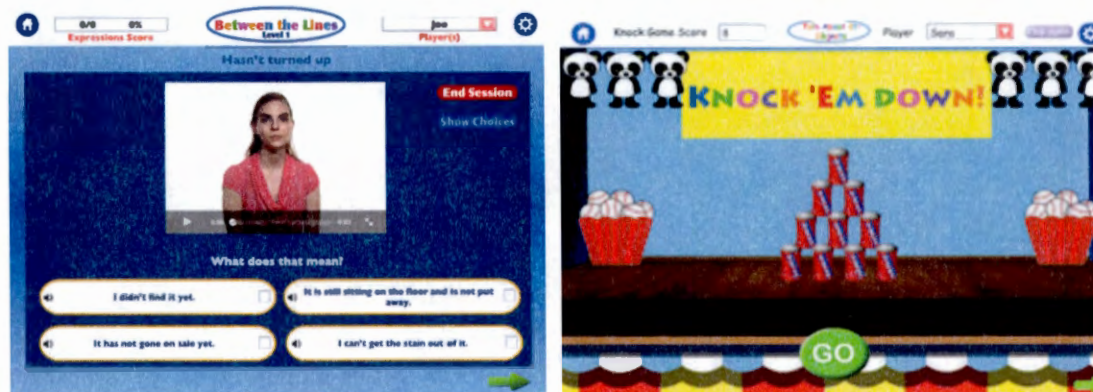 0/0 0%
Expressions Score
Between the Lines
Level 1
Joo
Player(s)
Hasn't turned up
End Session
Show Choices
What does that mean?
I didn't find it yet.
It is still sitting on the floor and is not put
away.
It has not gone on sale yet.
I can't get the stain out of it.
Knock Game Score
Player
KNOCK 'EM DOWN!
GO